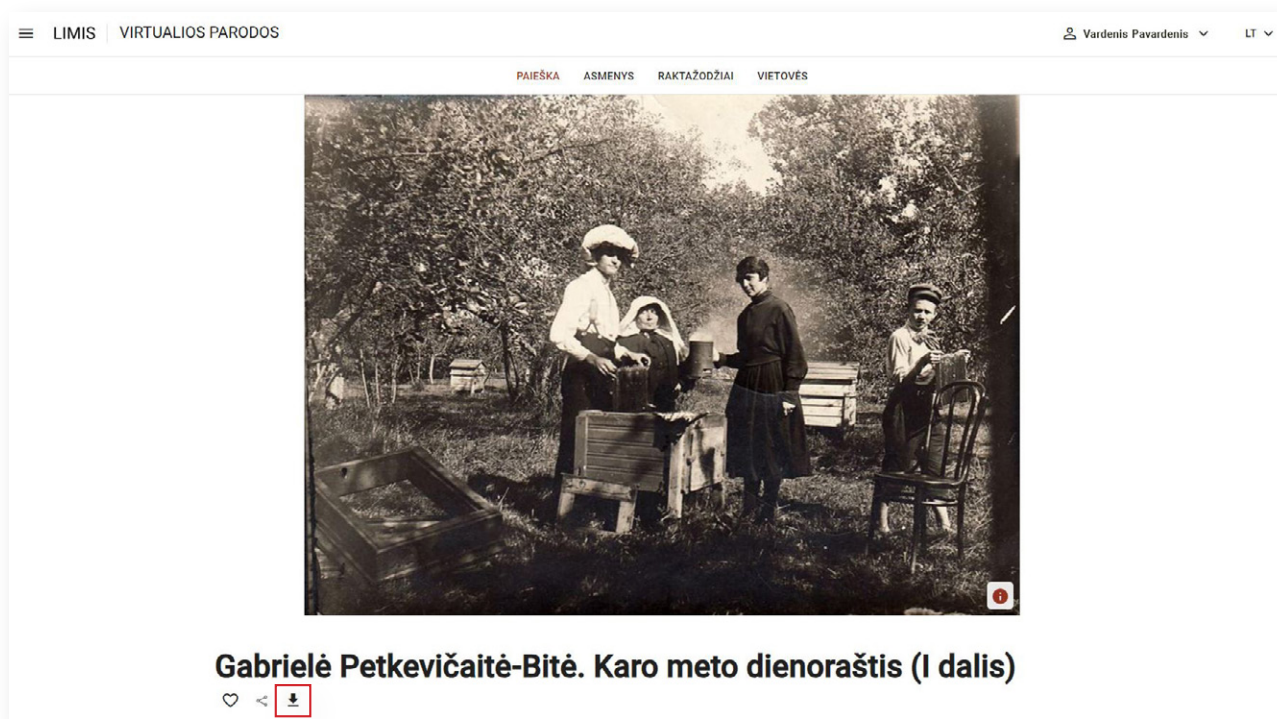 LIMIS VIRTUALIOS PARODOS Vardenis Pavardenis LT
PAIEŠKA ASMENYS RAKTAŽODŽIAI VIETOVĖS
Gabrielė Petkevičaitė-Bitė. Karo meto dienoraštis (I dalis)